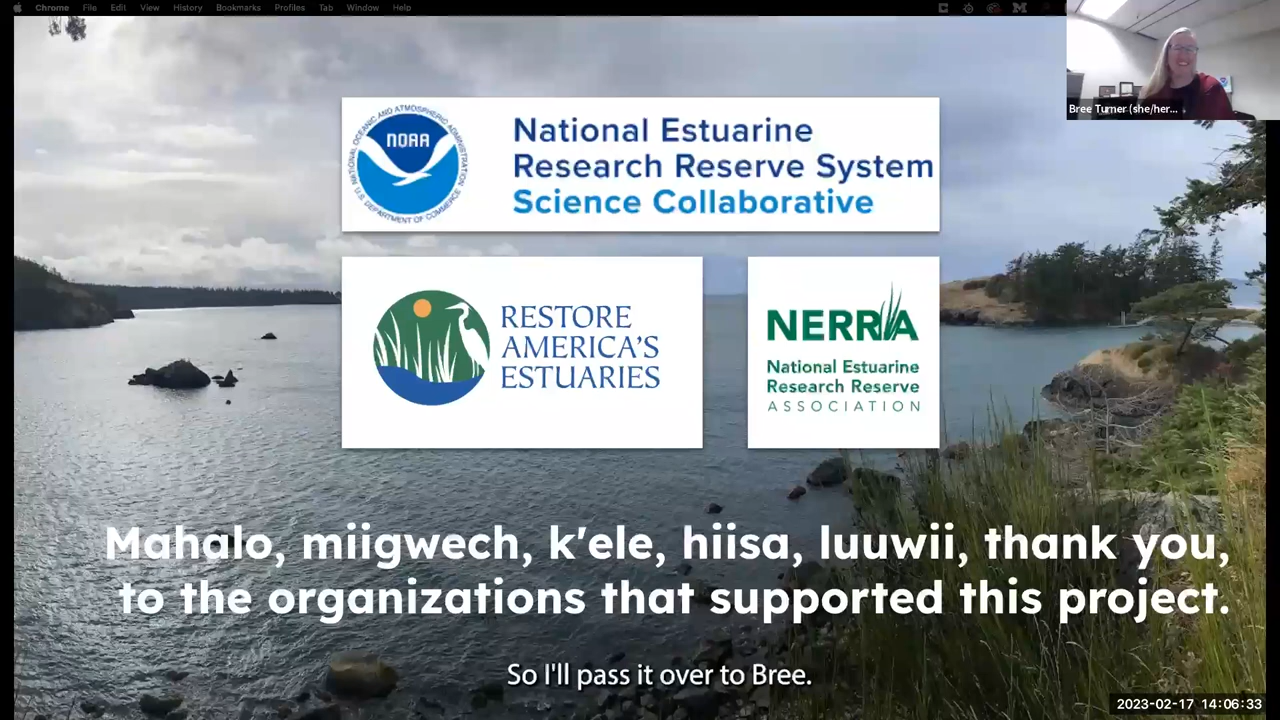 Chrome File Edit View History Bookmarks Profiles Tab Window Help
Bree Turner (she/her...
NATIONAL OCEANIC AND ATMOSPHERIC ADMINISTRATION
U.S. DEPARTMENT OF COMMERCE
NOAA
National Estuarine
Research Reserve System
Science Collaborative
RESTORE
AMERICA'S
ESTUARIES
NERRA
National Estuarine
Research Reserve
ASSOCIATION
Mahalo, miigwech, k'ele, hiisa, luuwii, thank you,
to the organizations that supported this project.
So I'll pass it over to Bree.
2023-02-17 14:06:33